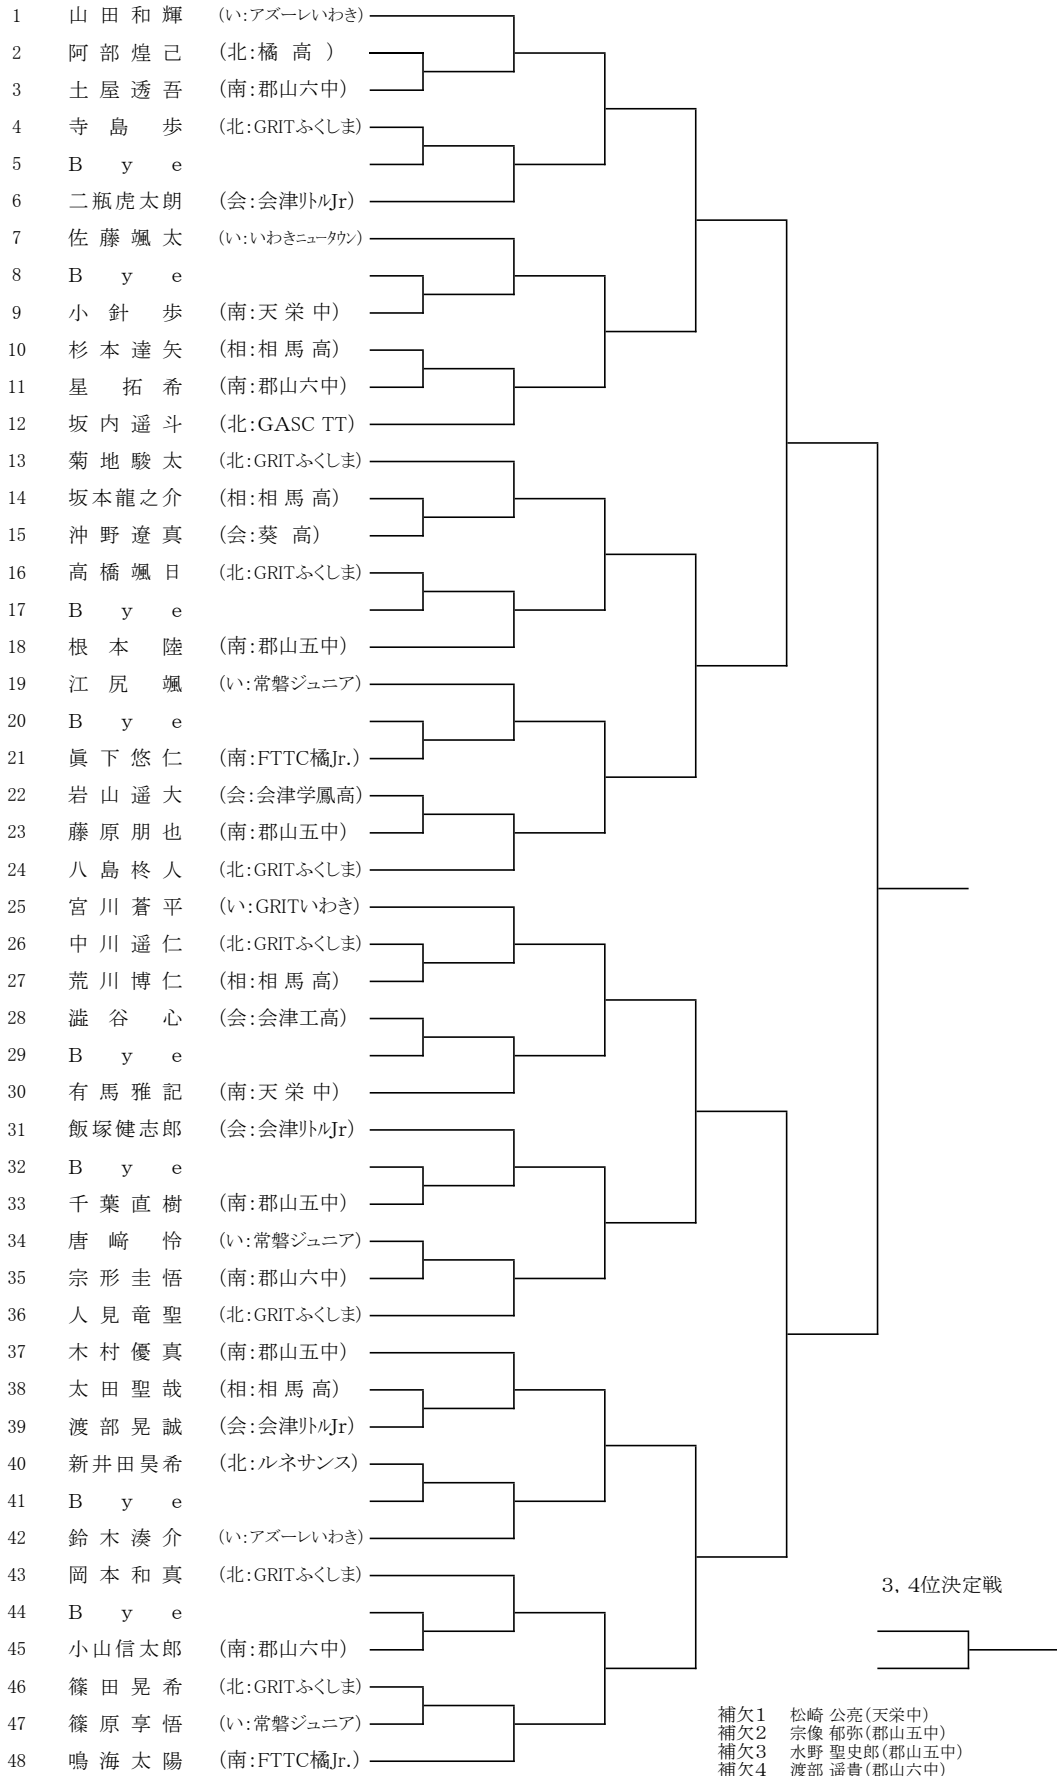 1 山田和輝 (い:アズーレいわき)
2 阿部煌己 (北:橘 高 )
3 土屋透吾 (南:郡山六中)
4 寺島 歩 (北:GRITふくしま)
5 B y e
6 二瓶虎太朗 (会:会津リトルJr)
7 佐藤颯太 (い:いわきニュータウン)
8 B y e
9 小針 歩 (南:天栄中)
10 杉本達矢 (相:相馬高)
11 星 拓希 (南:郡山六中)
12 坂内遥斗 (北:GASC TT)
13 菊地駿太 (北:GRITふくしま)
14 坂本龍之介 (相:相馬高)
15 沖野遼真 (会:葵 高)
16 高橋颯日 (北:GRITふくしま)
17 B y e
18 根本 陸 (南:郡山五中)
19 江尻 颯 (い:常磐ジュニア)
20 B y e
21 眞下悠仁 (南:FTTC橘Jr.)
22 岩山遥大 (会:会津学鳳高)
23 藤原朋也 (南:郡山五中)
24 八島柊人 (北:GRITふくしま)
25 宮川蒼平 (い:GRITいわき)
26 中川遥仁 (北:GRITふくしま)
27 荒川博仁 (相:相馬高)
28 澁谷 心 (会:会津工高)
29 B y e
30 有馬雅記 (南:天栄中)
31 飯塚健志郎 (会:会津リトルJr)
32 B y e
33 千葉直樹 (南:郡山五中)
34 唐﨑 怜 (い:常磐ジュニア)
35 宗形圭悟 (南:郡山六中)
36 人見竜聖 (北:GRITふくしま)
37 木村優真 (南:郡山五中)
38 太田聖哉 (相:相馬高)
39 渡部晃誠 (会:会津リトルJr)
40 新井田昊希 (北:ルネサンス)
41 B y e
42 鈴木湊介 (い:アズーレいわき)
43 岡本和真 (北:GRITふくしま)
3, 4位決定戦
44 B y e
45 小山信太郎 (南:郡山六中)
46 篠田晃希 (北:GRITふくしま)
47 篠原享悟 (い:常磐ジュニア)
48 鳴海太陽 (南:FTTC橘Jr.)
補欠1 松崎 公亮(天栄中)
補欠2 宗像 郁弥(郡山五中)
補欠3 水野 聖史郎(郡山五中)
補欠4 渡部 遥貴(郡山六中)